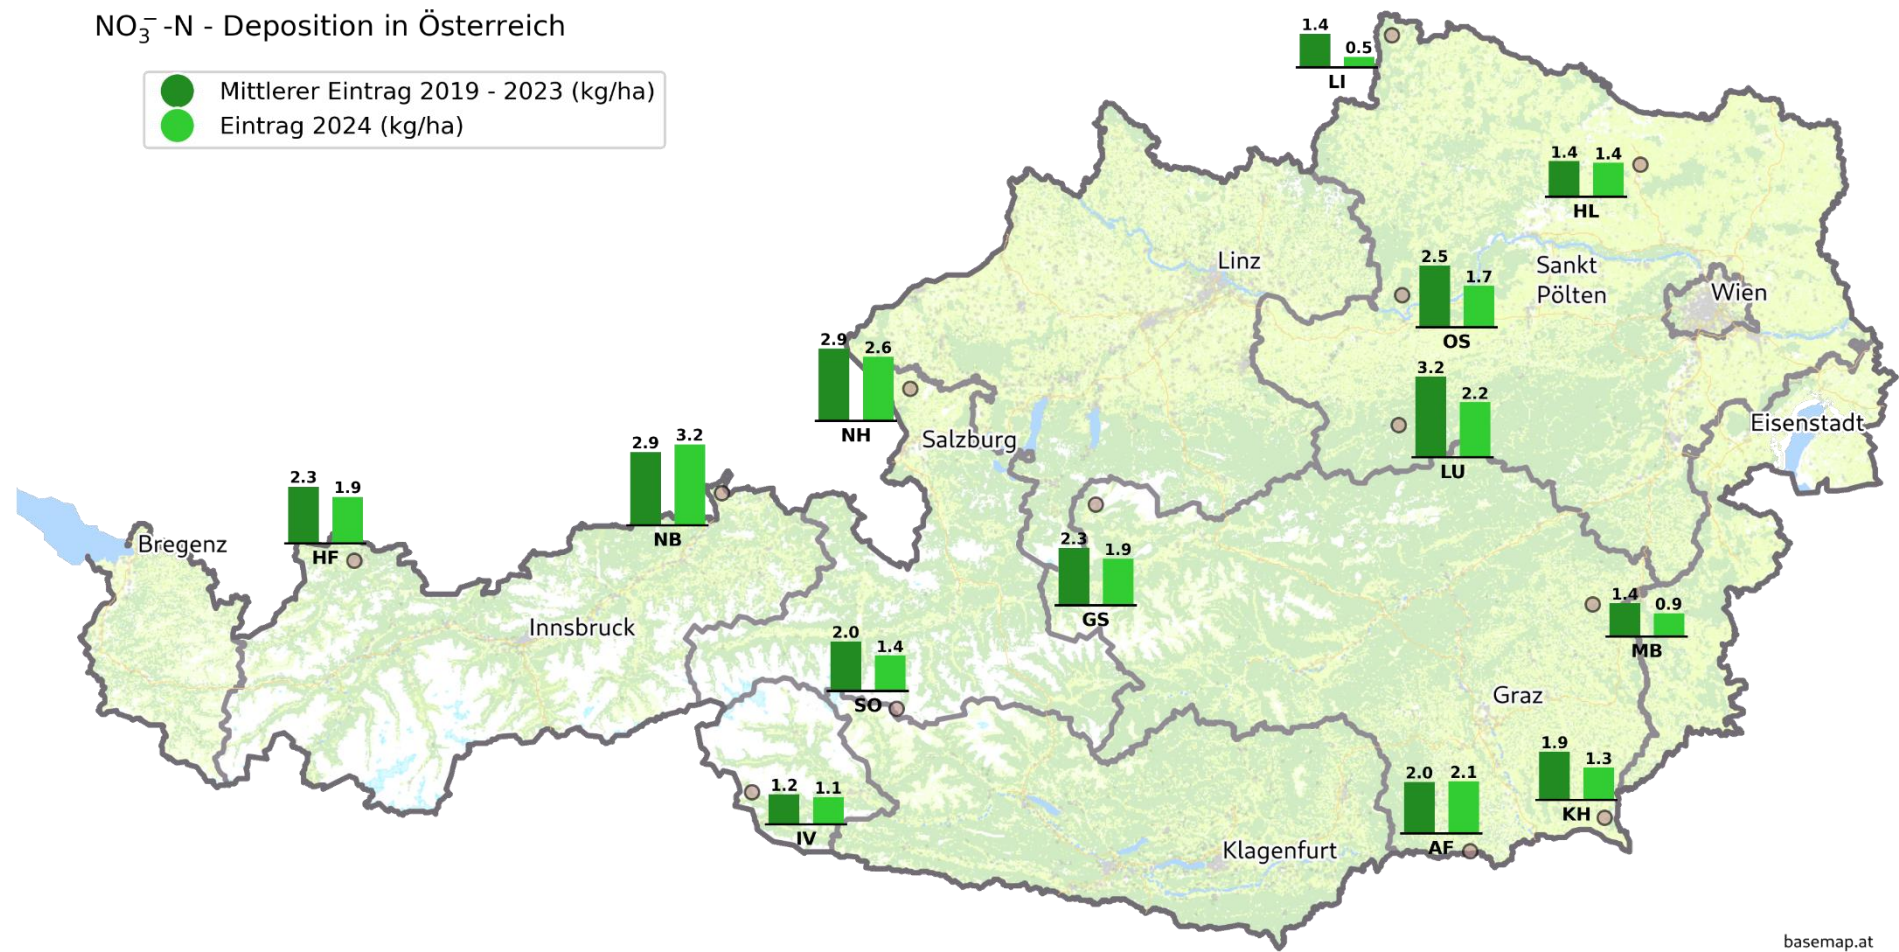 NO₃⁻-N - Deposition in Österreich
Mittlerer Eintrag 2019 - 2023 (kg/ha)
Eintrag 2024 (kg/ha)
1.4
0.5
LI
1.4
1.4
HL
Linz
Sankt
Pölten
Wien
2.5
1.7
OS
2.9
2.6
NH
3.2
2.2
LU
Eisenstadt
Salzburg
2.9
3.2
NB
2.3
1.9
HF
Bregenz
2.3
1.9
GS
Innsbruck
1.4
0.9
MB
2.0
1.4
SO
Graz
1.9
1.3
KH
1.2
1.1
IV
2.0
2.1
AF
Klagenfurt
basemap.at